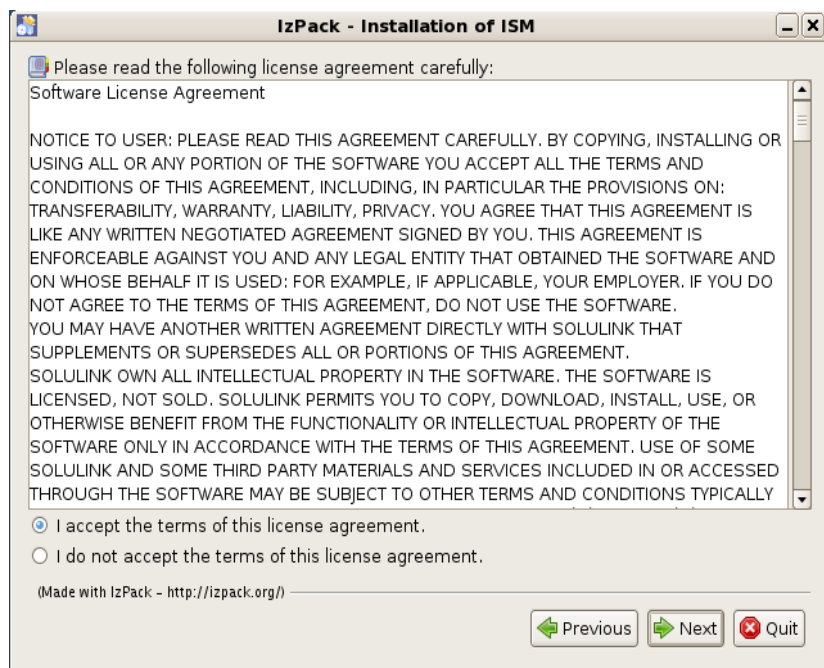 IzPack - Installation of ISM
Please read the following license agreement carefully:
Software License Agreement
NOTICE TO USER: PLEASE READ THIS AGREEMENT CAREFULLY. BY COPYING, INSTALLING OR
USING ALL OR ANY PORTION OF THE SOFTWARE YOU ACCEPT ALL THE TERMS AND
CONDITIONS OF THIS AGREEMENT, INCLUDING, IN PARTICULAR THE PROVISIONS ON:
TRANSFERABILITY, WARRANTY, LIABILITY, PRIVACY. YOU AGREE THAT THIS AGREEMENT IS
LIKE ANY WRITTEN NEGOTIATED AGREEMENT SIGNED BY YOU. THIS AGREEMENT IS
ENFORCEABLE AGAINST YOU AND ANY LEGAL ENTITY THAT OBTAINED THE SOFTWARE AND
ON WHOSE BEHALF IT IS USED: FOR EXAMPLE, IF APPLICABLE, YOUR EMPLOYER. IF YOU DO
NOT AGREE TO THE TERMS OF THIS AGREEMENT, DO NOT USE THE SOFTWARE.
YOU MAY HAVE ANOTHER WRITTEN AGREEMENT DIRECTLY WITH SOLULINK THAT
SUPPLEMENTS OR SUPERSEDES ALL OR PORTIONS OF THIS AGREEMENT.
SOLULINK OWN ALL INTELLECTUAL PROPERTY IN THE SOFTWARE. THE SOFTWARE IS
LICENSED, NOT SOLD. SOLULINK PERMITS YOU TO COPY, DOWNLOAD, INSTALL, USE, OR
OTHERWISE BENEFIT FROM THE FUNCTIONALITY OR INTELLECTUAL PROPERTY OF THE
SOFTWARE ONLY IN ACCORDANCE WITH THE TERMS OF THIS AGREEMENT. USE OF SOME
SOLULINK AND SOME THIRD PARTY MATERIALS AND SERVICES INCLUDED IN OR ACCESSED
THROUGH THE SOFTWARE MAY BE SUBJECT TO OTHER TERMS AND CONDITIONS TYPICALLY
I accept the terms of this license agreement.
I do not accept the terms of this license agreement.
(Made with IzPack - http://izpack.org/)
Previous Next Quit